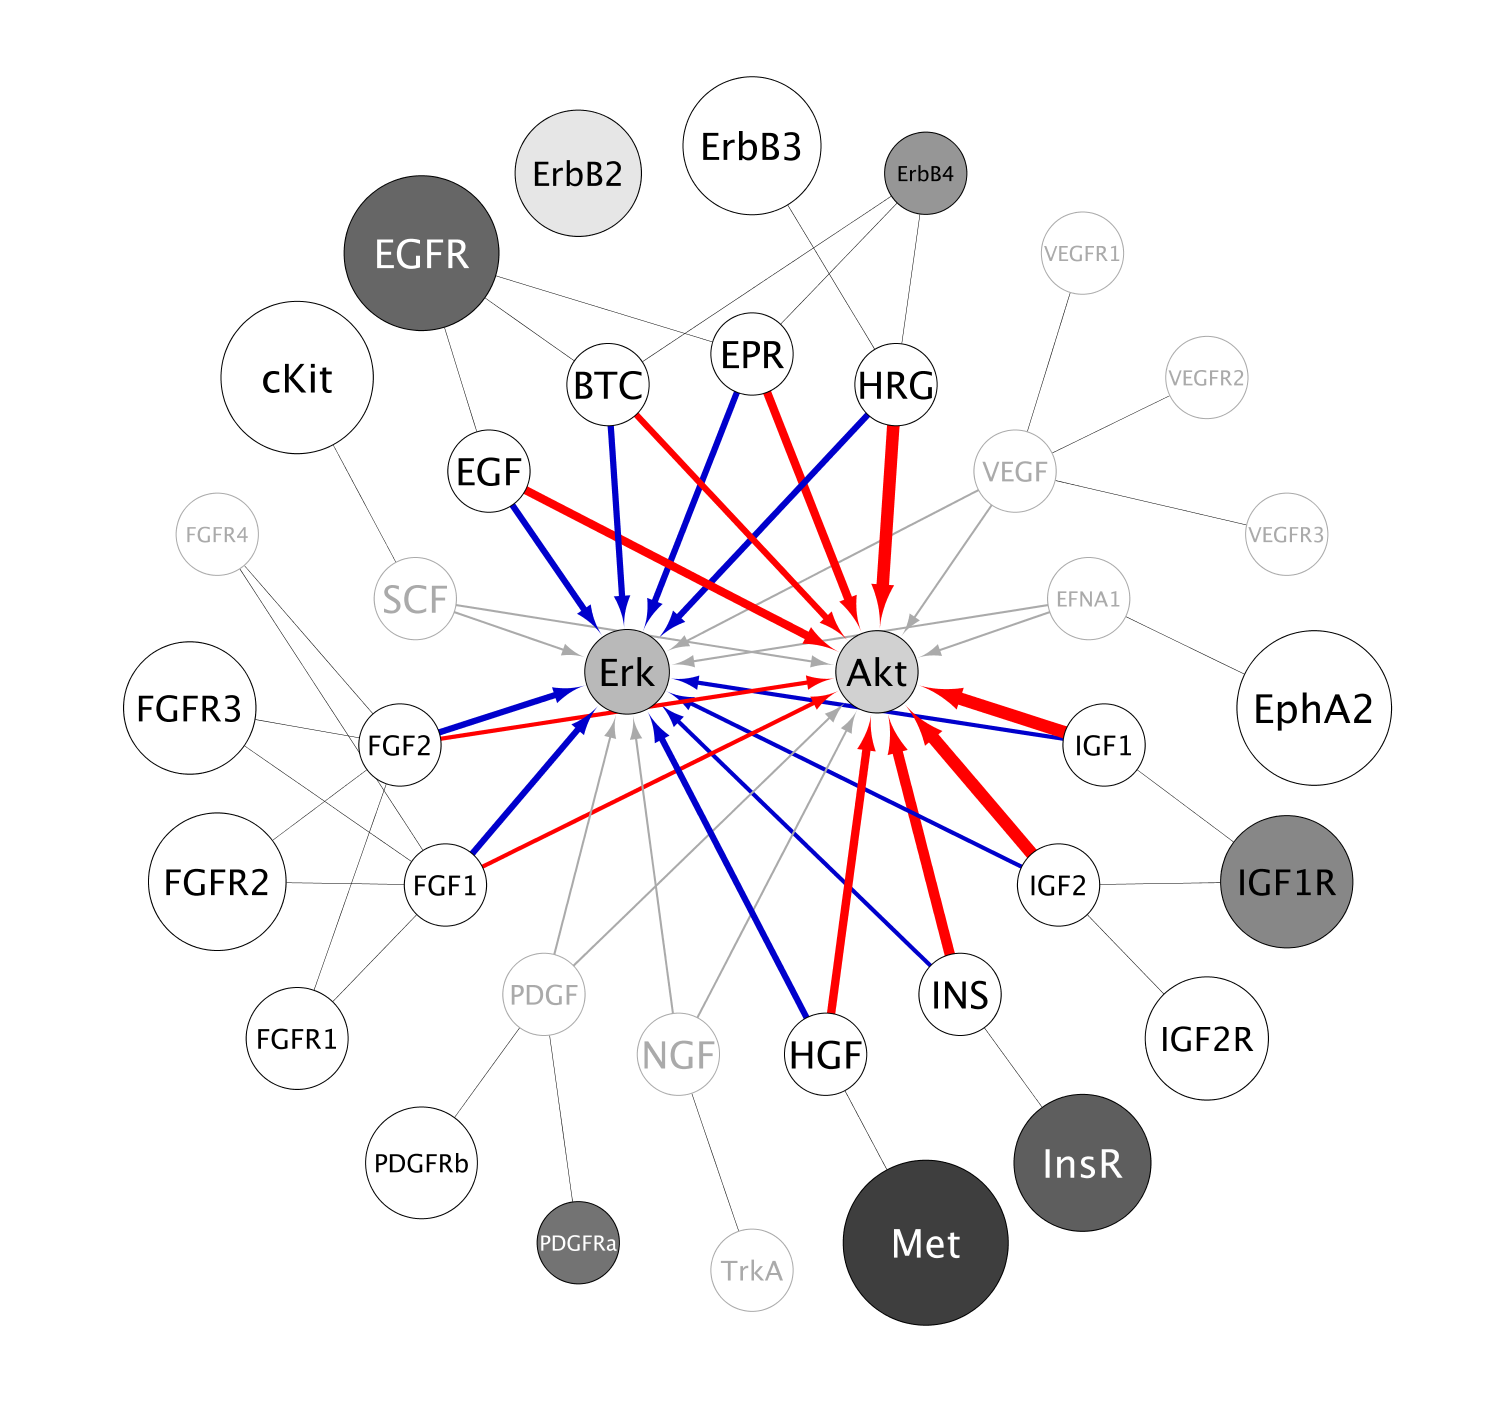 ErbB3
ErbB2
ErbB4
EGFR
VEGFR1
cKit
EPR
BTC
HRG
VEGFR2
EGF
VEGF
FGFR4
VEGFR3
SCF
EFNA1
Erk
Akt
FGFR3
EphA2
FGF2
IGF1
FGFR2
FGF1
IGF2
IGF1R
PDGF
INS
FGFR1
NGF
HGF
IGF2R
PDGFRb
InsR
PDGFRa
TrkA
Met